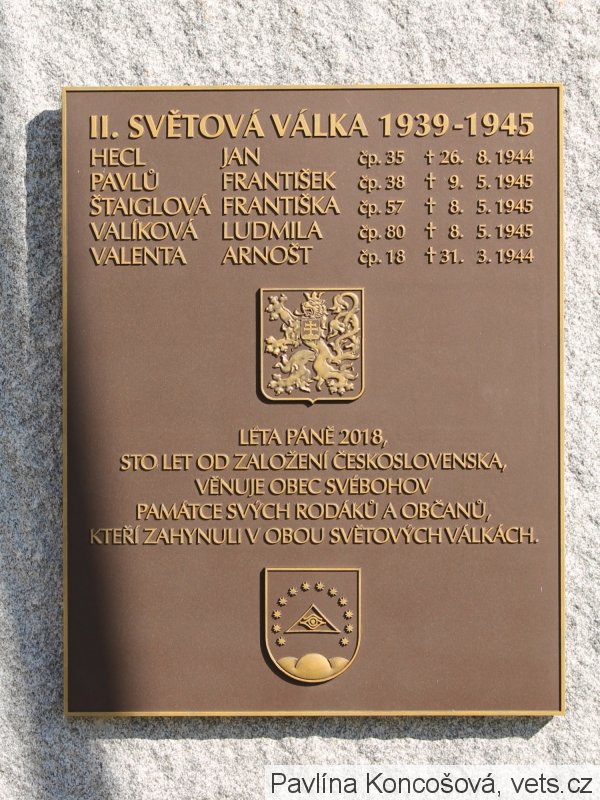 II. SVĚTOVÁ VÁLKA 1939-1945
HECL JAN čp. 35 † 26. 8. 1944
PAVLŮ FRANTIŠEK čp. 38 † 9. 5. 1945
ŠTAIGLOVÁ FRANTIŠKA čp. 57 † 8. 5. 1945
VALÍKOVÁ LUDMILA čp. 80 † 8. 5. 1945
VALENTA ARNOŠT čp. 18 † 31. 3. 1944
LÉTA PÁNĚ 2018,
STO LET OD ZALOŽENÍ ČESKOSLOVENSKA,
VĚNUJE OBEC SVÉBOHOV
PAMÁTCE SVÝCH RODÁKŮ A OBČANŮ,
KTEŘÍ ZAHYNULI V OBOU SVĚTOVÝCH VÁLKÁCH.
Pavlína Koncošová, vets.cz